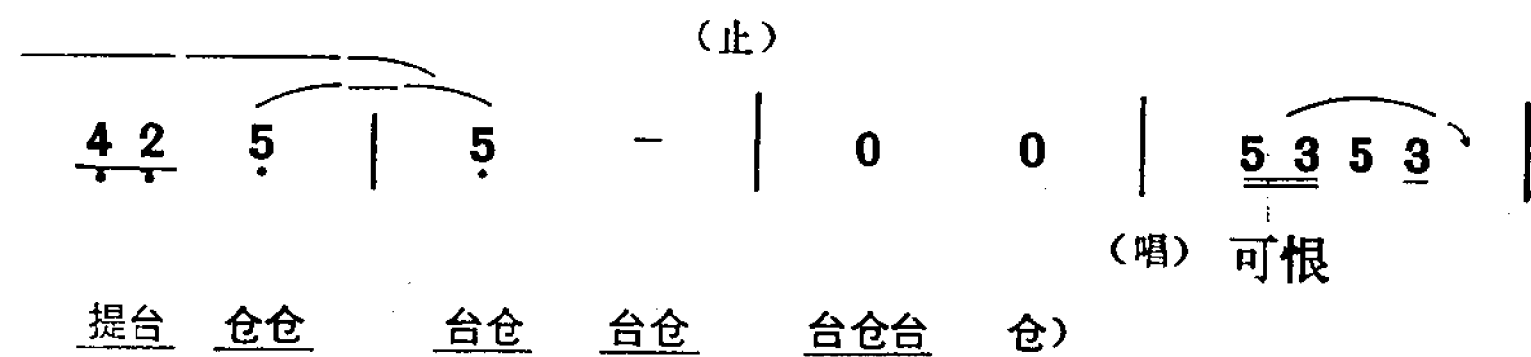 （止）
4 2 5 | 5 － | 0 0 | 5 3 5 3 |
（唱） 可恨
提台 仓仓 台仓 台仓 台仓台 仓）